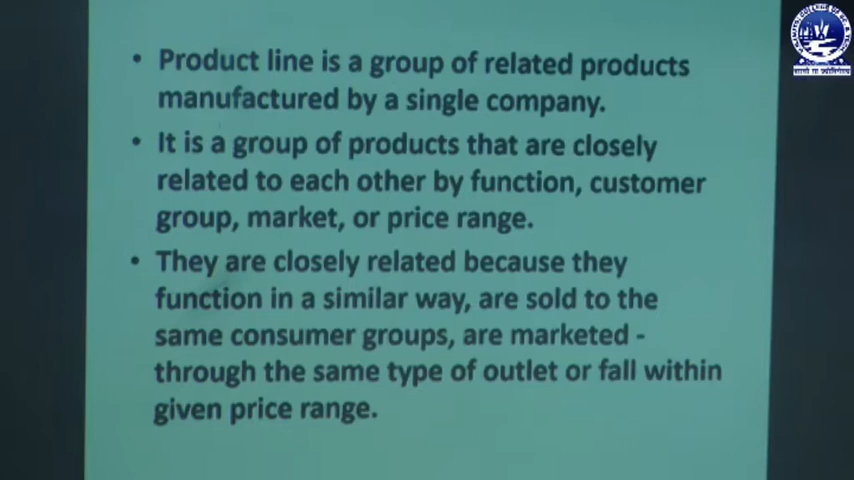 • Product line is a group of related products
manufactured by a single company.
• It is a group of products that are closely
related to each other by function, customer
group, market, or price range.
• They are closely related because they
function in a similar way, are sold to the
same consumer groups, are marketed -
through the same type of outlet or fall within
given price range.